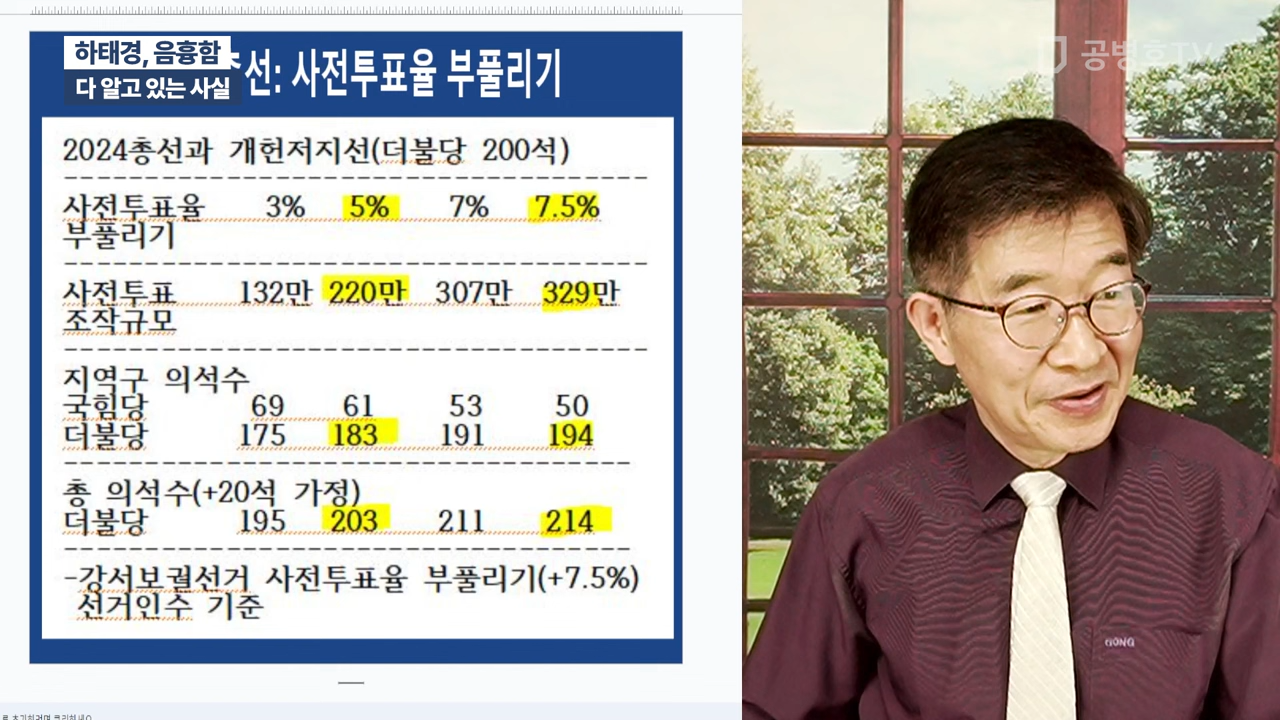 하태경, 음흉함
다 알고 있는 사실
선: 사전투표율 부풀리기
공병호TV
2024총선과 개헌저지선(더불당 200석)
사전투표율 3% 5% 7% 7.5%
부풀리기
사전투표 132만 220만 307만 329만
조작규모
지역구 의석수
국힘당 69 61 53 50
더불당 175 183 191 194
총 의석수(+20석 가정)
더불당 195 203 211 214
-강서보궐선거 사전투표율 부풀리기(+7.5%)
선거인수 기준
GONG